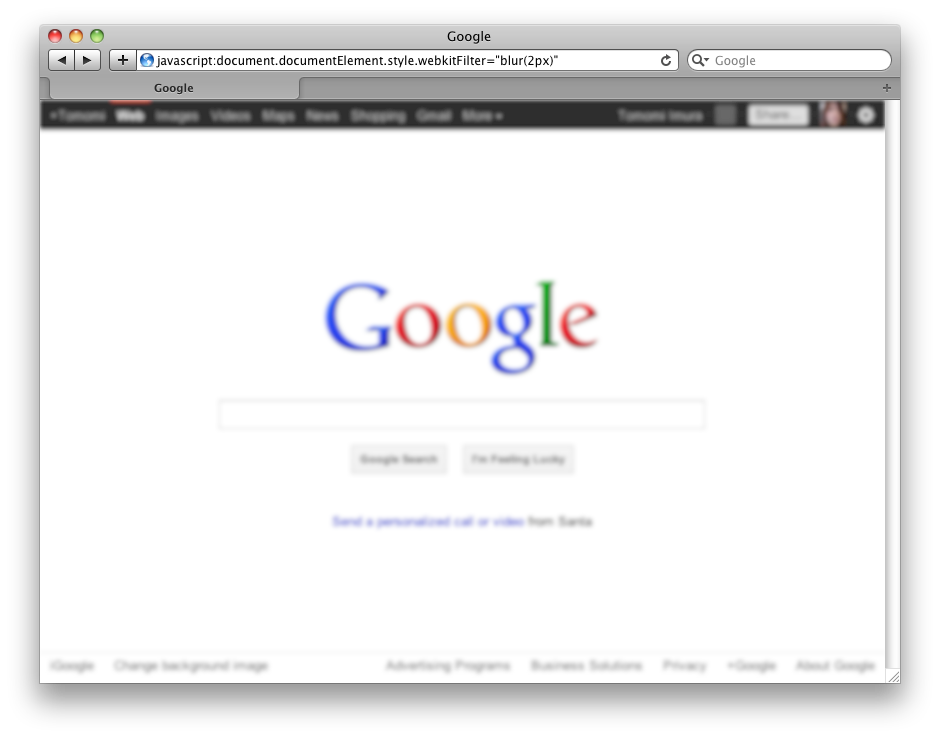 Google
javascript:document.documentElement.style.webkitFilter="blur(2px)"
Google
Google
+Tomomi Web Images Videos Maps News Shopping Gmail More Tomomi Imura Share...
Google
Google Search I'm Feeling Lucky
Send a personalized call or video from Santa
iGoogle Change background image Advertising Programs Business Solutions Privacy +Google About Google